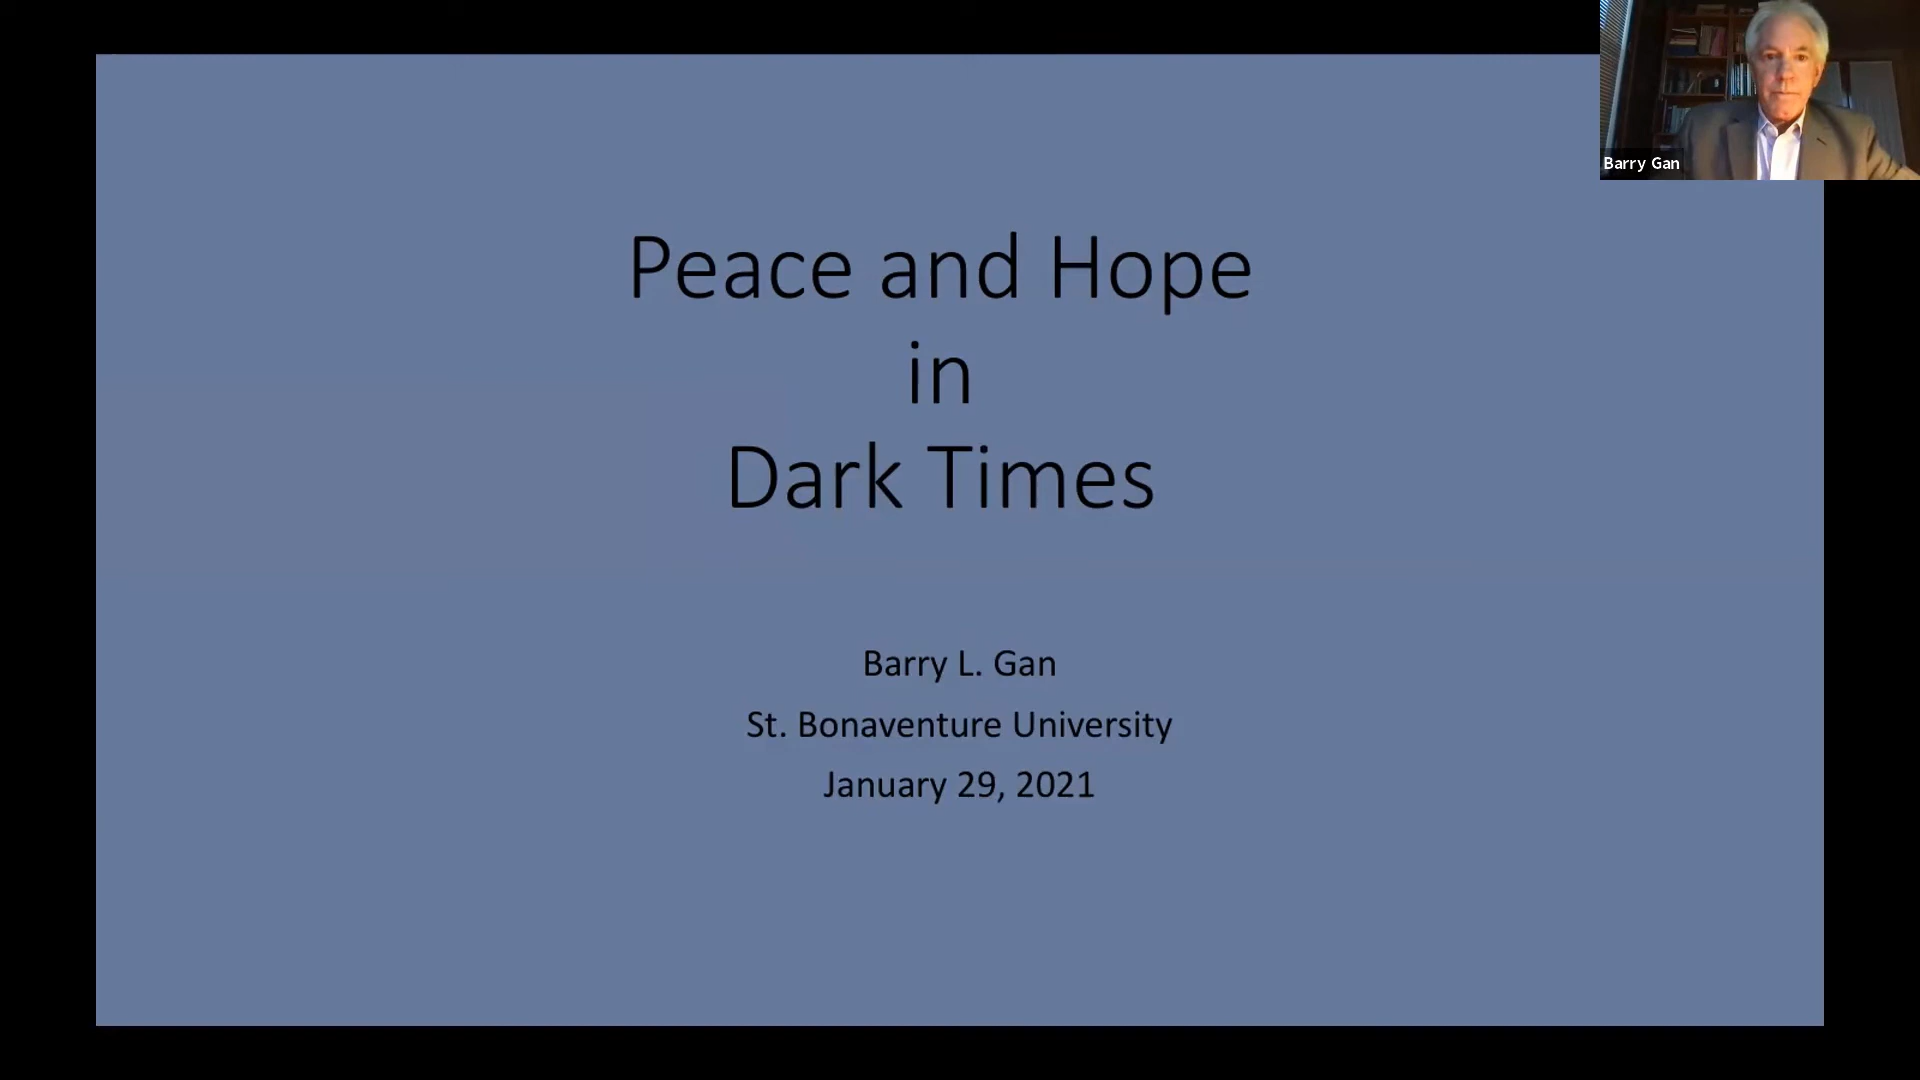 Barry Gan
Peace and Hope
in
Dark Times
Barry L. Gan
St. Bonaventure University
January 29, 2021